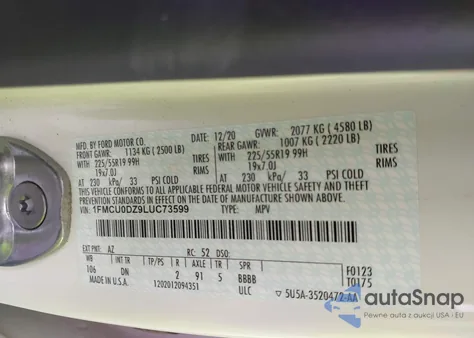 MFD. BY FORD MOTOR CO.
DATE: 12/20 GVWR: 2077 KG ( 4580 LB)
FRONT GAWR: 1134 KG ( 2500 LB) REAR GAWR: 1007 KG ( 2220 LB)
225/55R19 99H TIRES 225/55R19 99H TIRES
19x7.0J RIMS 19x7.0J RIMS
AT 230 kPa/ 33 PSI COLD AT 230 kPa/ 33 PSI COLD
THIS VEHICLE CONFORMS TO ALL APPLICABLE FEDERAL MOTOR VEHICLE SAFETY AND THEFT PREVENTION
STANDARDS IN EFFECT ON THE DATE OF MANUFACTURE SHOWN ABOVE.
VIN: 1FMCU0DZ9LUC73599
TYPE: MPV
EXT PNT: AZ RC: 52 DSO:
WB INT TR TP/PS R AXLE TR SPR F0123
106 DN 2 91 5 BBBB T0175
MADE IN U.S.A. 1202012094351 ULC 5U5A-3520472 AA
autoSnap
Pewne auta z aukcji USA i EU